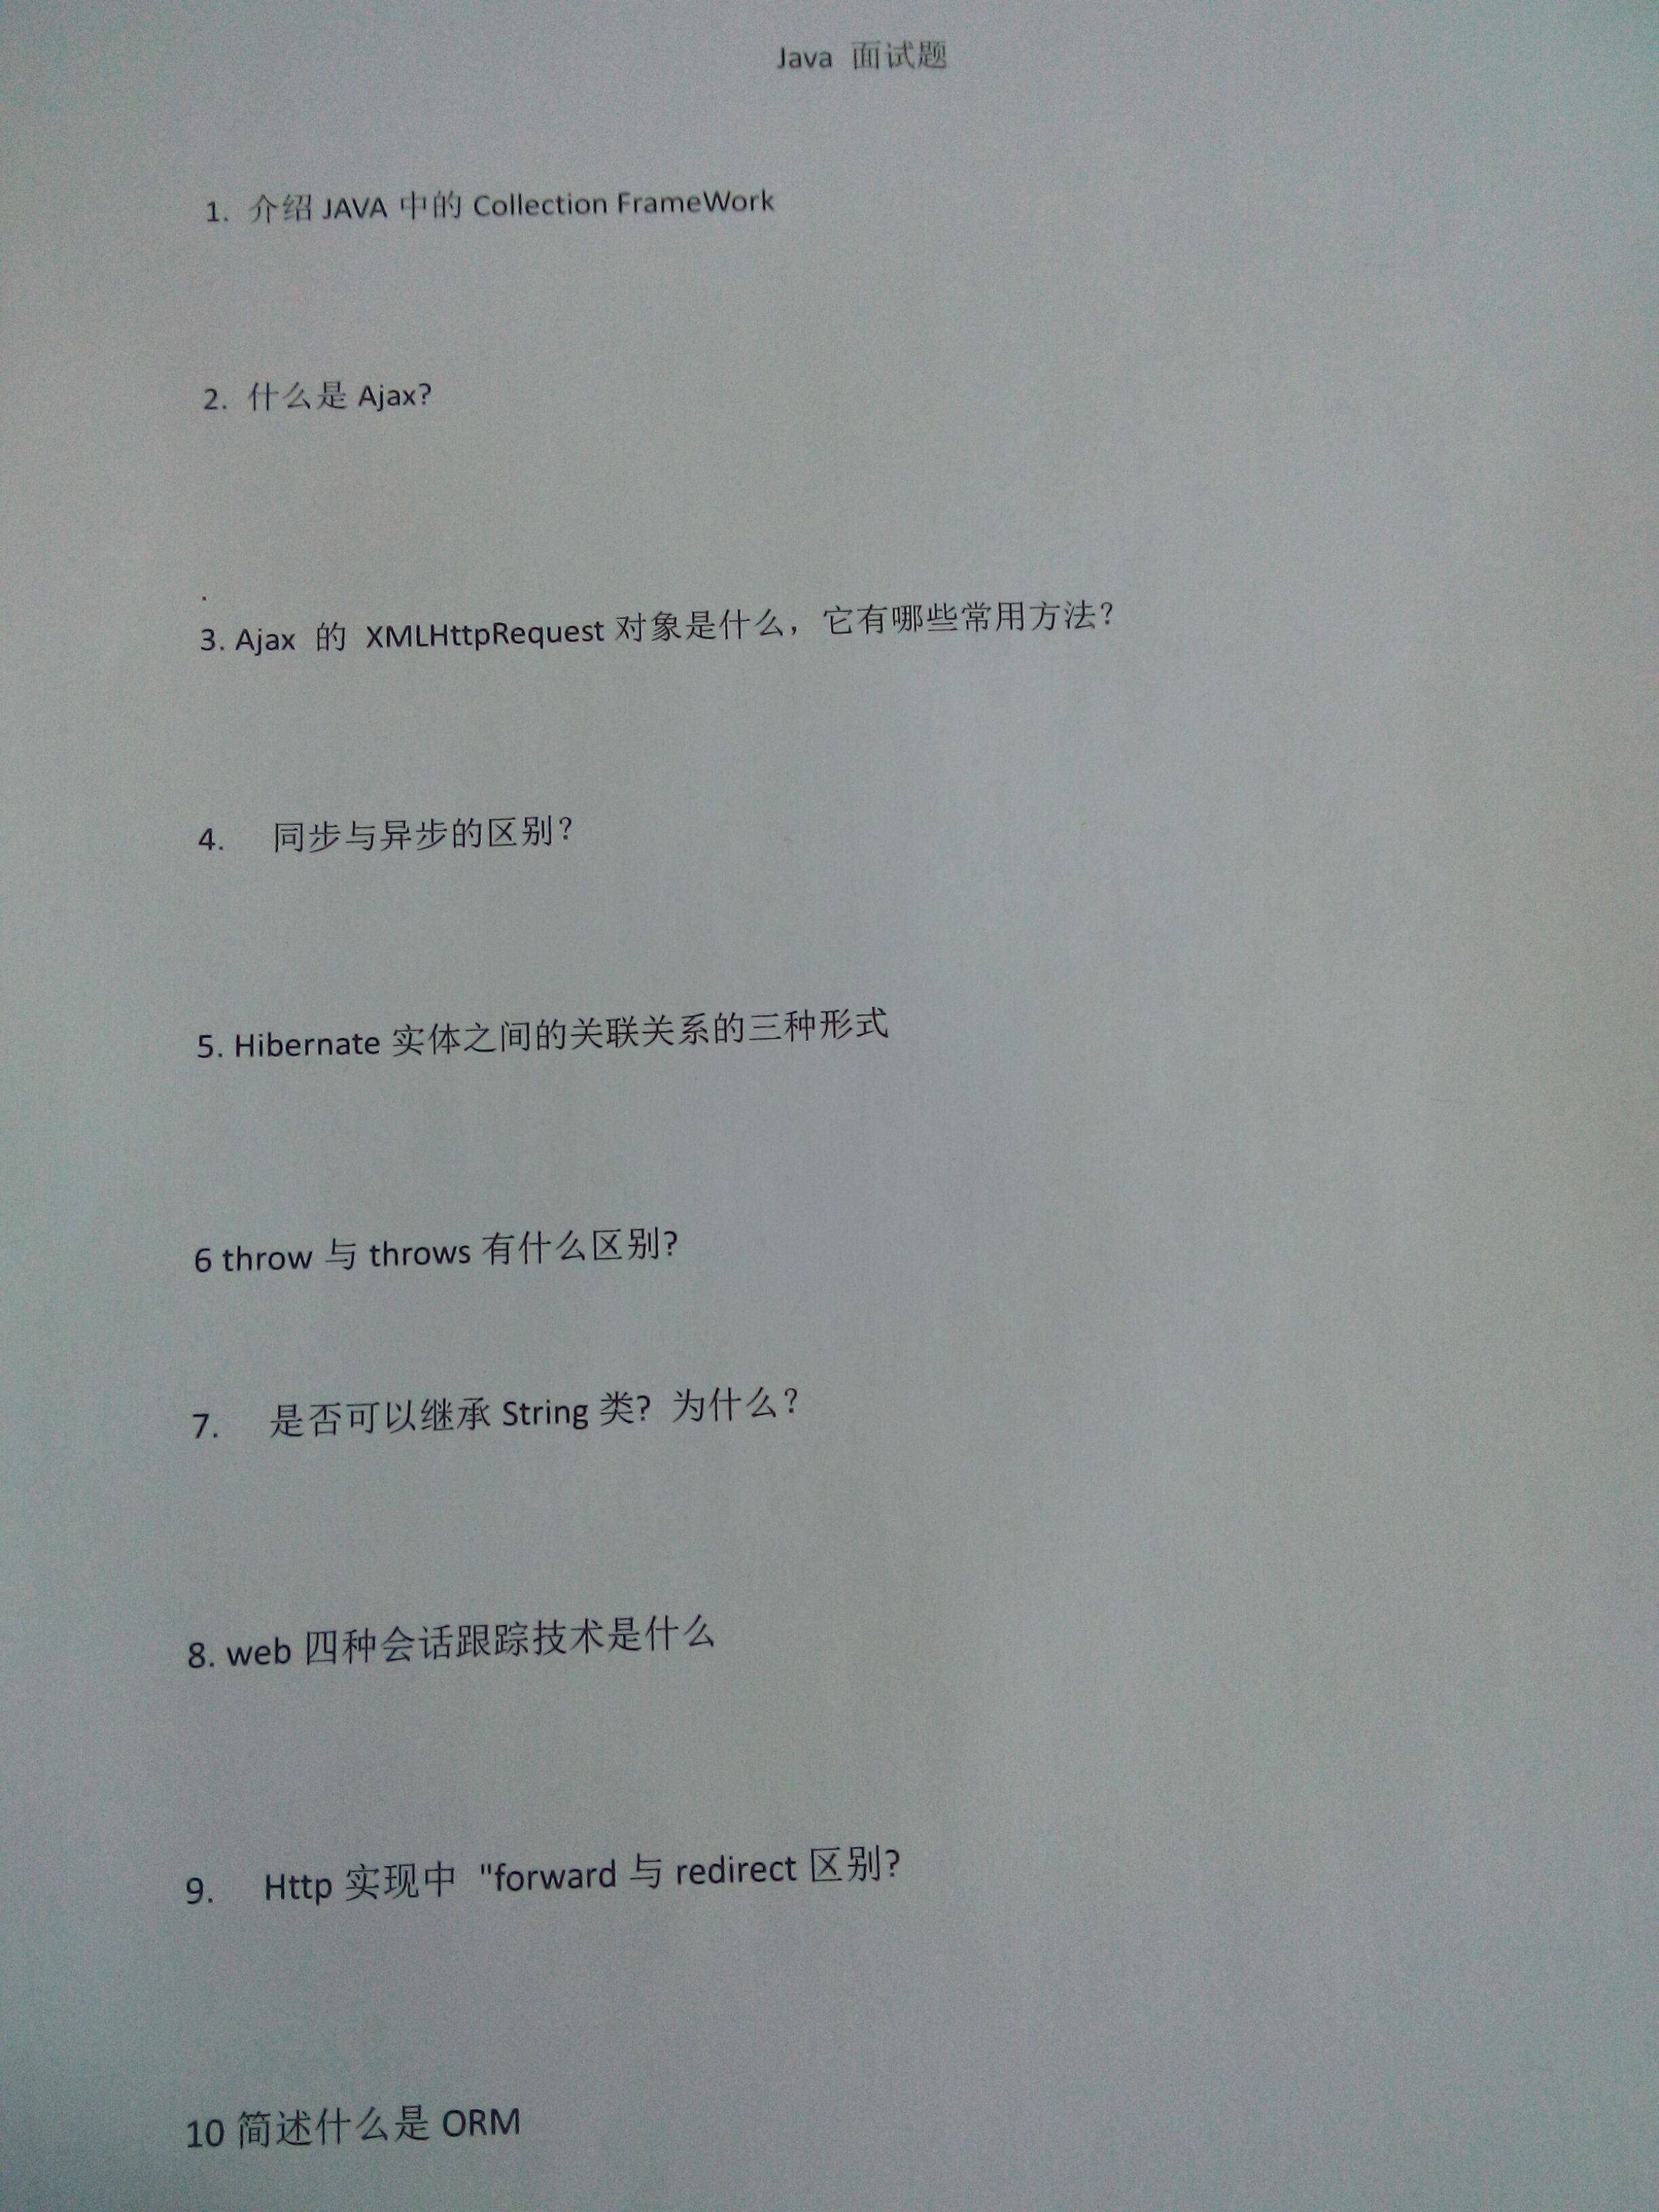 Java 面试题
1. 介绍 JAVA 中的 Collection FrameWork
2. 什么是 Ajax?
3. Ajax 的 XMLHttpRequest 对象是什么，它有哪些常用方法？
4. 同步与异步的区别？
5. Hibernate 实体之间的关联关系的三种形式
6 throw 与 throws 有什么区别?
7. 是否可以继承 String 类? 为什么？
8. web 四种会话跟踪技术是什么
9. Http 实现中 "forward 与 redirect 区别?
10 简述什么是 ORM